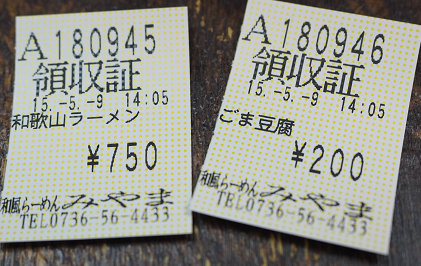 A180945
領収証
15.-5.-9 14:05
和歌山ラーメン
¥750
和風らーめん みやま
TEL0736-56-4433
A180946
領収証
15.-5.-9 14:05
ごま豆腐
¥200
和風らーめん みやま
TEL0736-56-4433